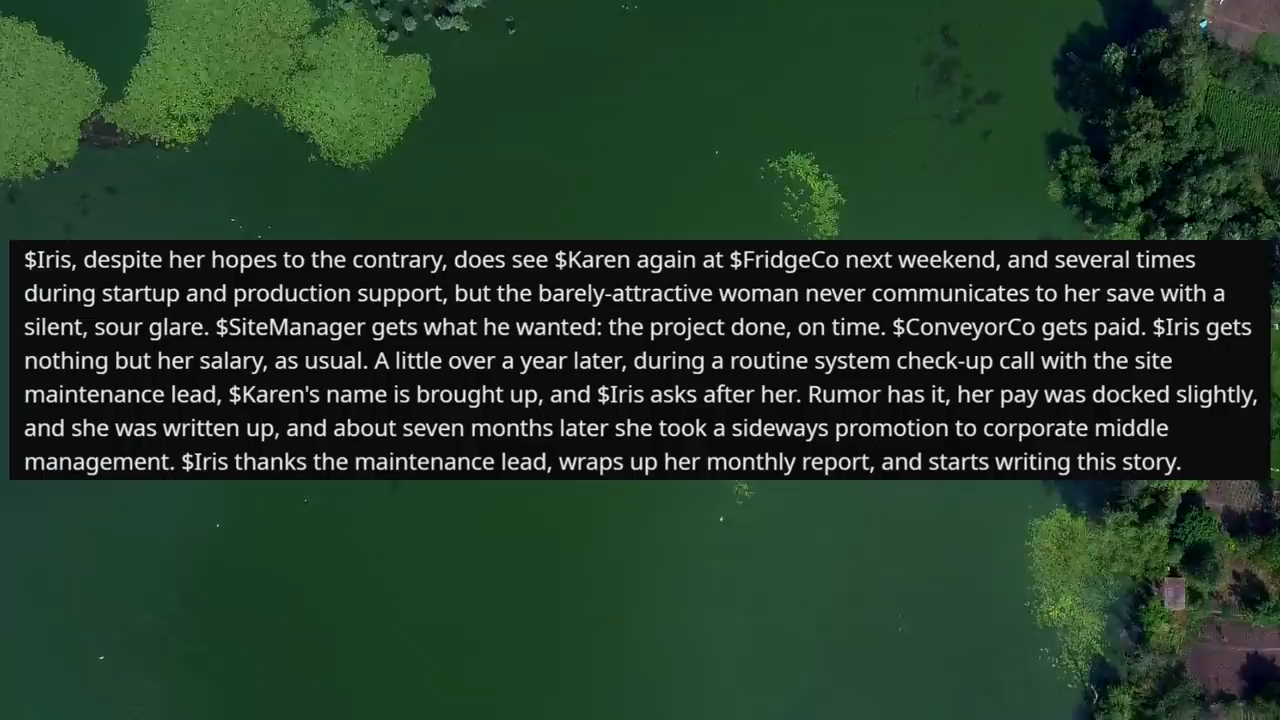 $Iris, despite her hopes to the contrary, does see $Karen again at $FridgeCo next weekend, and several times
during startup and production support, but the barely-attractive woman never communicates to her save with a
silent, sour glare. $SiteManager gets what he wanted: the project done, on time. $ConveyorCo gets paid. $Iris gets
nothing but her salary, as usual. A little over a year later, during a routine system check-up call with the site
maintenance lead, $Karen's name is brought up, and $Iris asks after her. Rumor has it, her pay was docked slightly,
and she was written up, and about seven months later she took a sideways promotion to corporate middle
management. $Iris thanks the maintenance lead, wraps up her monthly report, and starts writing this story.